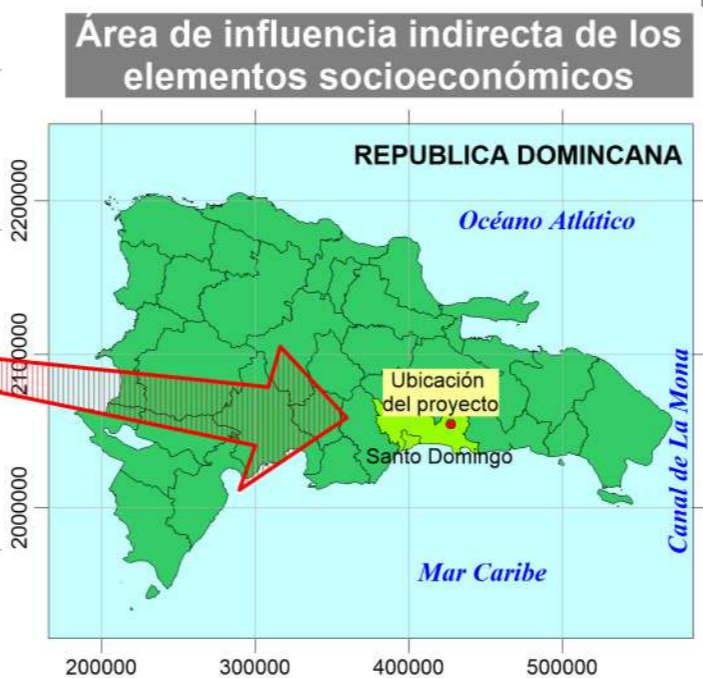 Área de influencia indirecta de los
elementos socioeconómicos
REPUBLICA DOMINCANA
Océano Atlático
2200000
2100000
2000000
Ubicación
del proyecto
Santo Domingo
Canal de La Mona
Mar Caribe
200000
300000
400000
500000